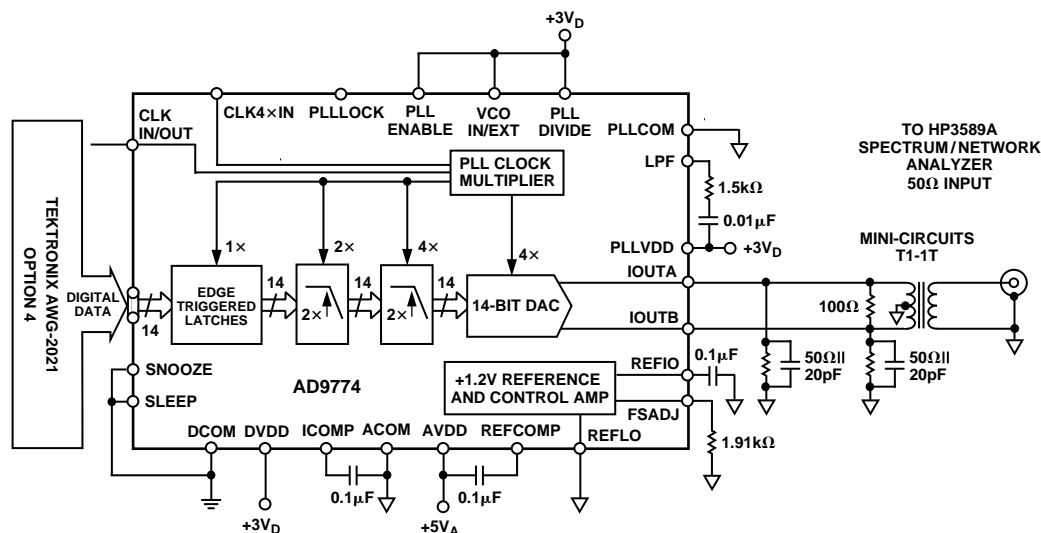 +3VD
CLK
IN/OUT
CLK4×IN
PLLLOCK
PLL
ENABLE
VCO
IN/EXT
PLL
DIVIDE
PLLCOM
LPF
PLL CLOCK
MULTIPLIER
1.5kΩ
0.01µF
PLLVDD
+3VD
TO HP3589A
SPECTRUM/NETWORK
ANALYZER
50Ω INPUT
MINI-CIRCUITS
T1-1T
TEKTRONIX AWG-2021
OPTION 4
DIGITAL
DATA
14
1×
2×
4×
4×
14
EDGE
TRIGGERED
LATCHES
14
2×
14
2×
14
14-BIT DAC
IOUTA
IOUTB
100Ω
50Ω||
20pF
50Ω||
20pF
SNOOZE
SLEEP
AD9774
+1.2V REFERENCE
AND CONTROL AMP
REFIO
0.1µF
FSADJ
1.91kΩ
DCOM
DVDD
ICOMP
ACOM
AVDD
REFCOMP
REFLO
0.1µF
0.1µF
+3VD
+5VA